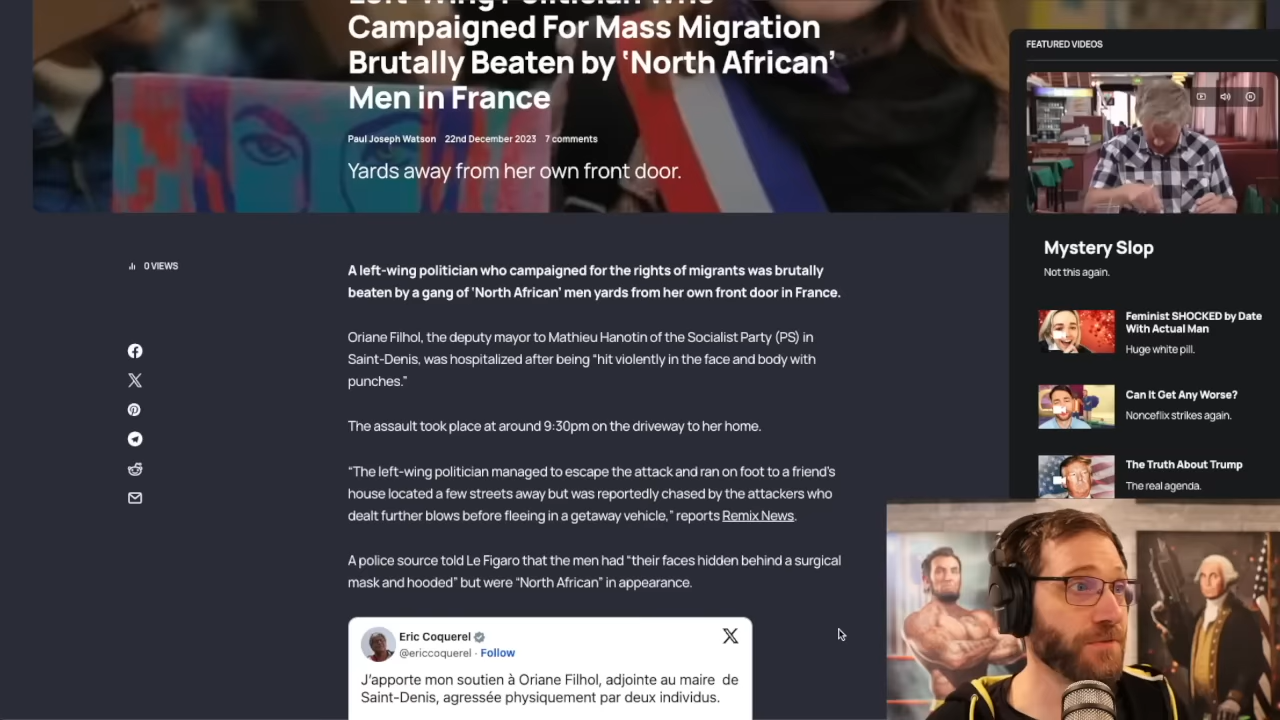 Left-Wing Politician Who
Campaigned For Mass Migration
Brutally Beaten by ‘North African’
Men in France
Paul Joseph Watson 22nd December 2023 7 comments
Yards away from her own front door.
0 VIEWS
A left-wing politician who campaigned for the rights of migrants was brutally
beaten by a gang of ‘North African’ men yards from her own front door in France.
Oriane Filhol, the deputy mayor to Mathieu Hanotin of the Socialist Party (PS) in
Saint-Denis, was hospitalized after being “hit violently in the face and body with
punches.”
The assault took place at around 9:30pm on the driveway to her home.
“The left-wing politician managed to escape the attack and ran on foot to a friend’s
house located a few streets away but was reportedly chased by the attackers who
dealt further blows before fleeing in a getaway vehicle,” reports Remix News.
A police source told Le Figaro that the men had “their faces hidden behind a surgical
mask and hooded” but were “North African” in appearance.
Eric Coquerel
@ericcoquerel · Follow
J’apporte mon soutien à Oriane Filhol, adjointe au maire de
Saint-Denis, agressée physiquement par deux individus.
FEATURED VIDEOS
Mystery Slop
Not this again.
Feminist SHOCKED by Date
With Actual Man
Huge white pill.
Can It Get Any Worse?
Nonceflix strikes again.
The Truth About Trump
The real agenda.